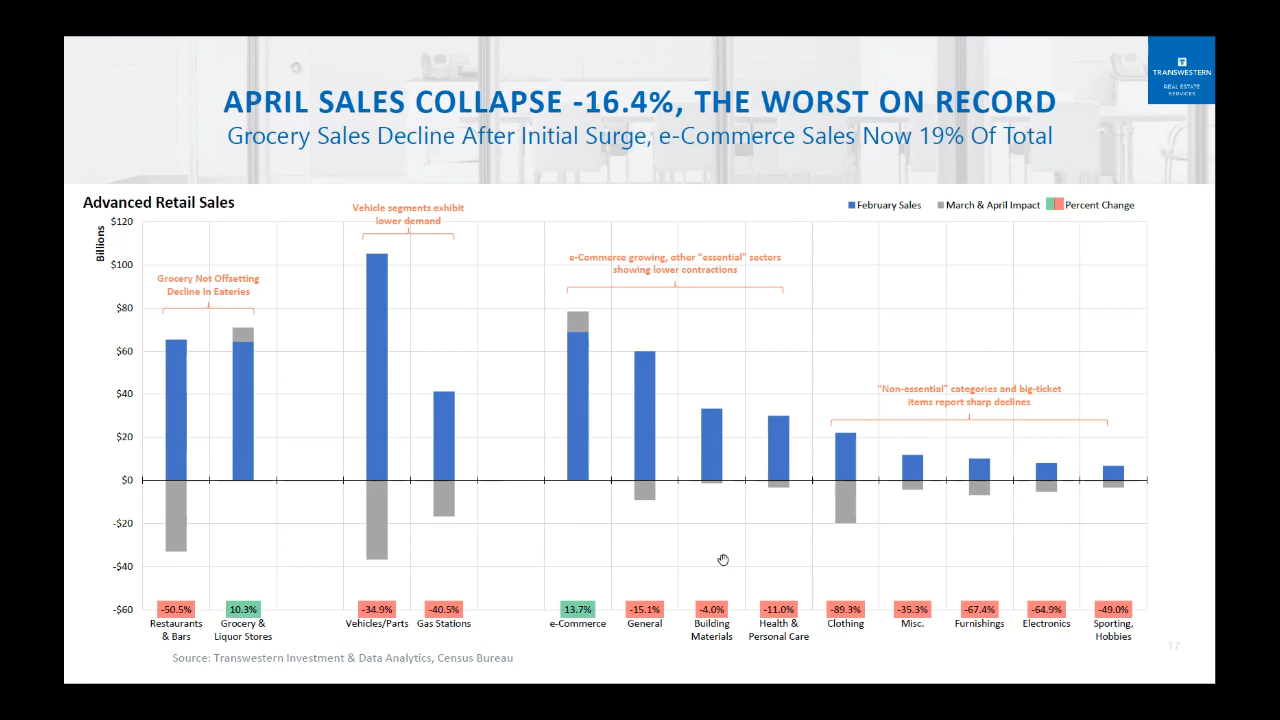 TRANSWESTERN
REAL ESTATE
SERVICES
APRIL SALES COLLAPSE -16.4%, THE WORST ON RECORD
Grocery Sales Decline After Initial Surge, e-Commerce Sales Now 19% Of Total
Advanced Retail Sales
February Sales
March & April Impact
Percent Change
Billions
$120
$100
$80
$60
$40
$20
$0
-$20
-$40
-$60
Grocery Not Offsetting
Decline In Eateries
Vehicle segments exhibit
lower demand
e-Commerce growing, other “essential” sectors
showing lower contractions
“Non-essential” categories and big-ticket
items report sharp declines
-50.5%
10.3%
-34.9%
-40.5%
13.7%
-15.1%
-4.0%
-11.0%
-89.3%
-35.3%
-67.4%
-64.9%
-49.0%
Restaurants
& Bars
Grocery &
Liquor Stores
Vehicles/Parts
Gas Stations
e-Commerce
General
Building
Materials
Health &
Personal Care
Clothing
Misc.
Furnishings
Electronics
Sporting,
Hobbies
Source: Transwestern Investment & Data Analytics, Census Bureau
17